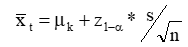 x̅ₜ = μₖ + z₁₋α * s/√n